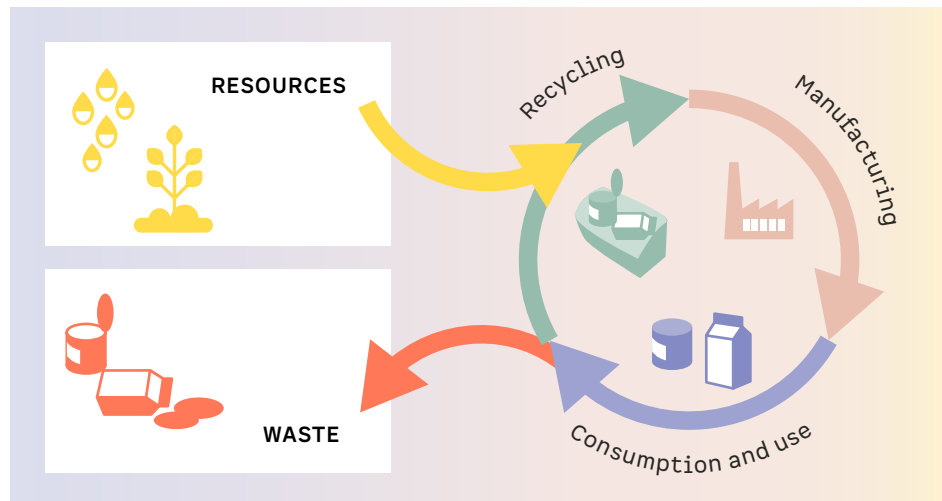 RESOURCES
Recycling
Manufacturing
WASTE
Consumption and use